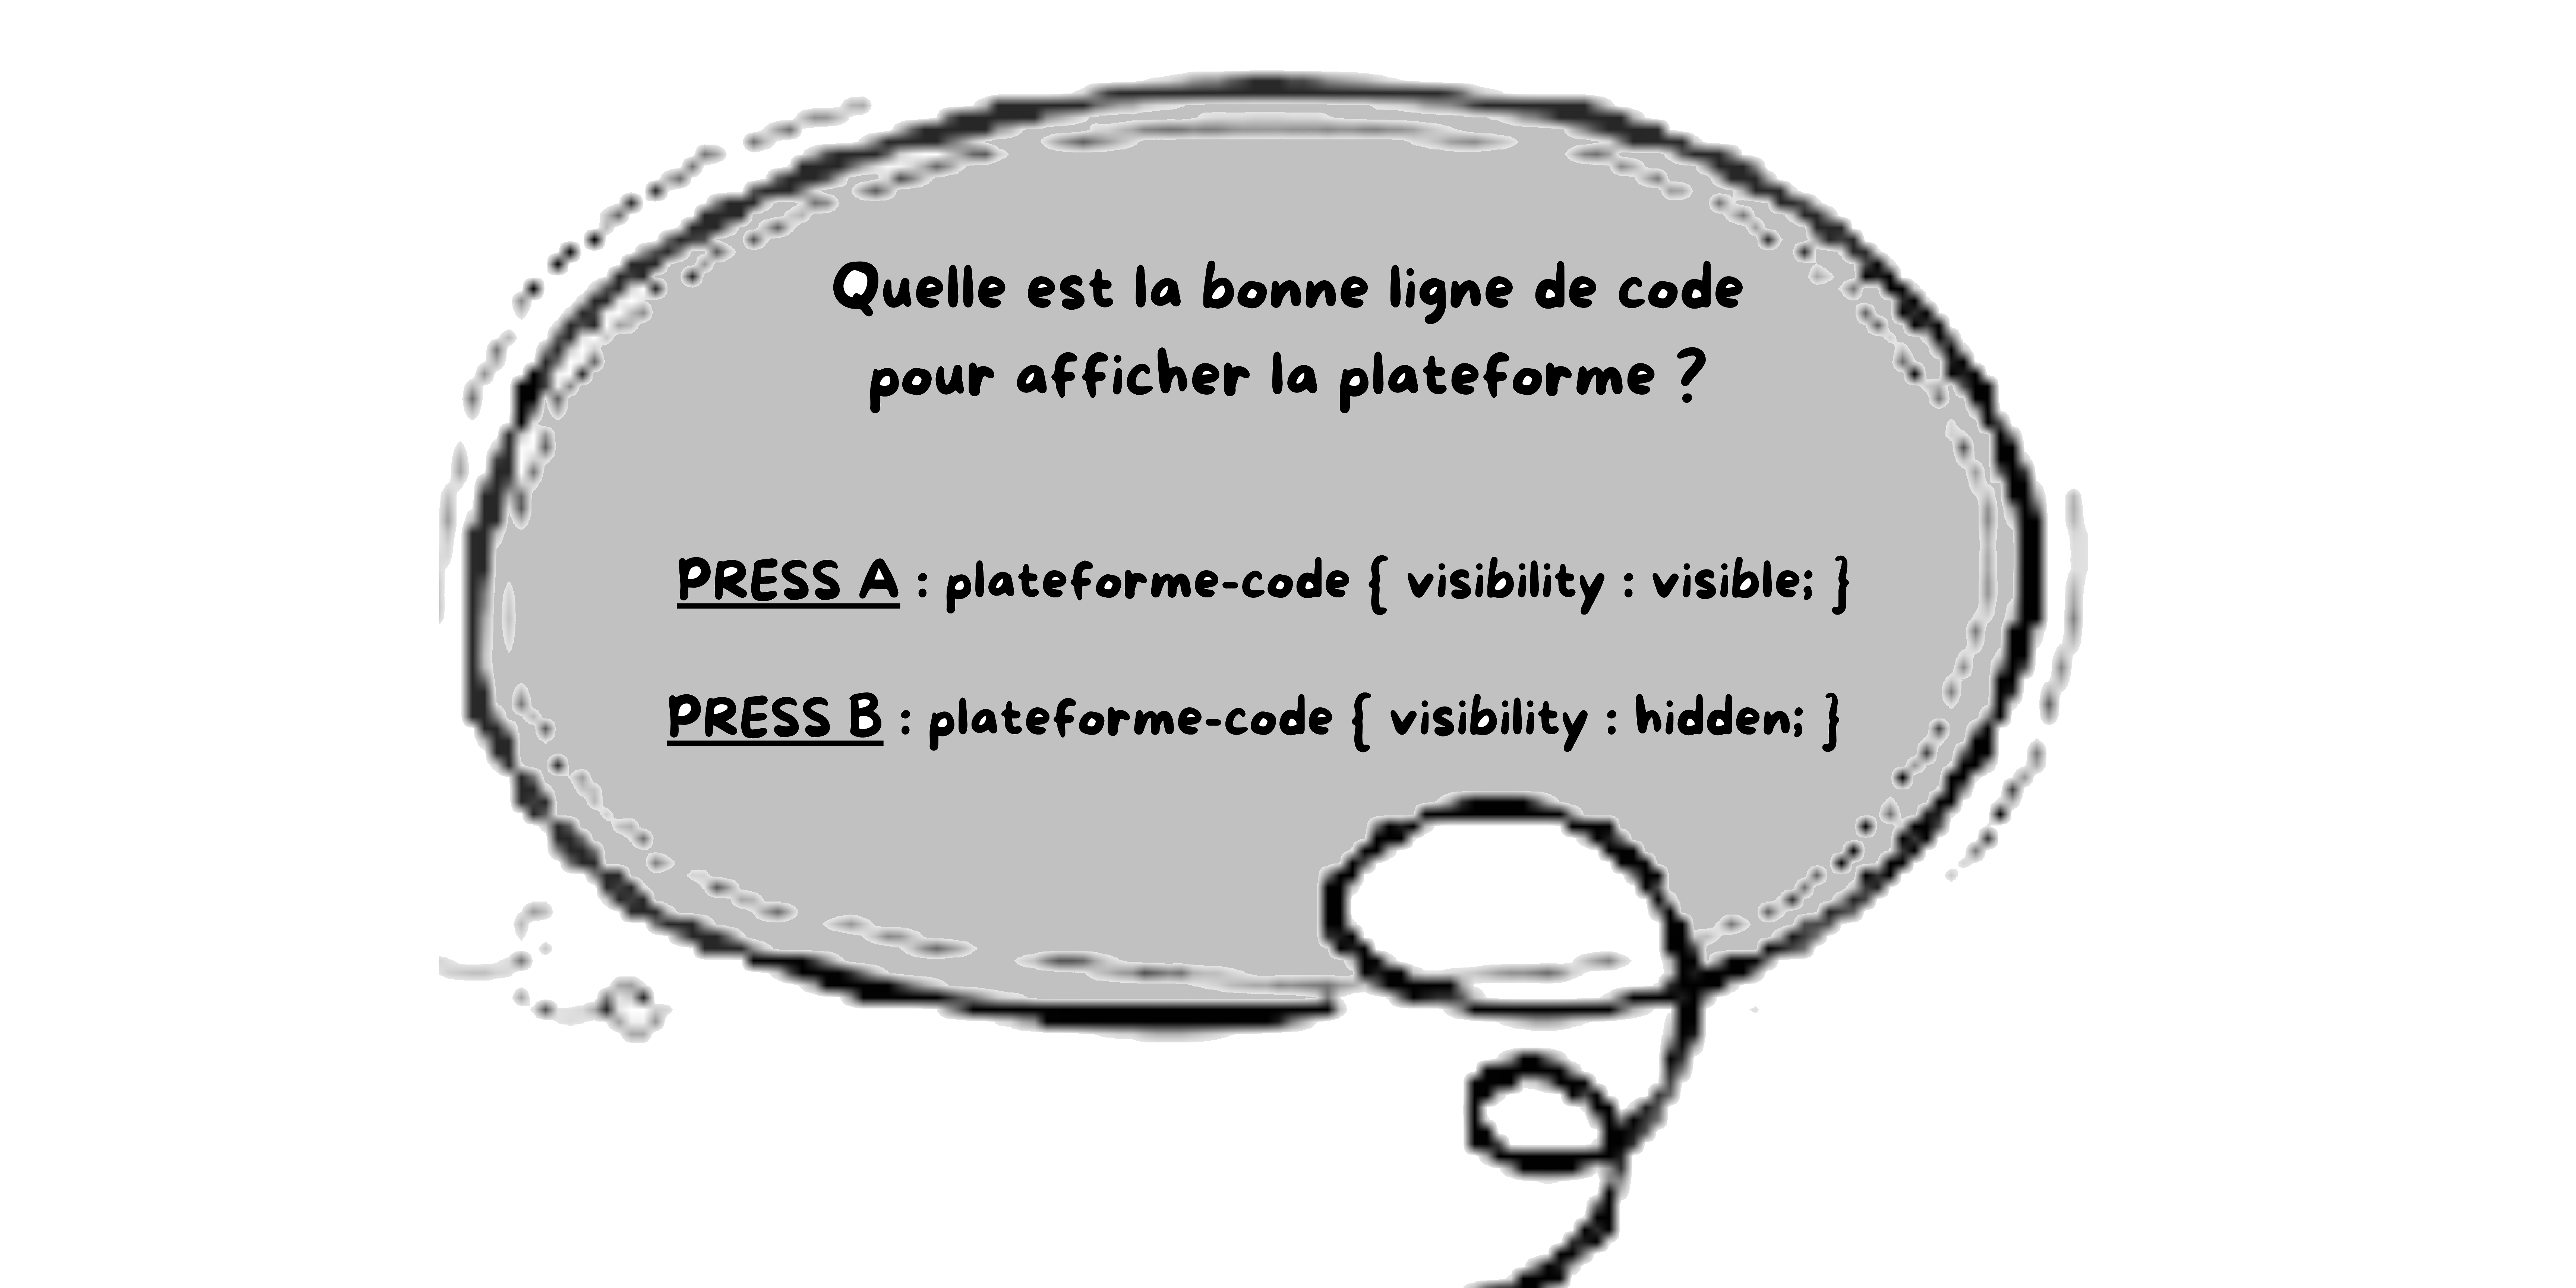 Quelle est la bonne ligne de code
pour afficher la plateforme ?
PRESS A : plateforme-code { visibility : visible; }
PRESS B : plateforme-code { visibility : hidden; }